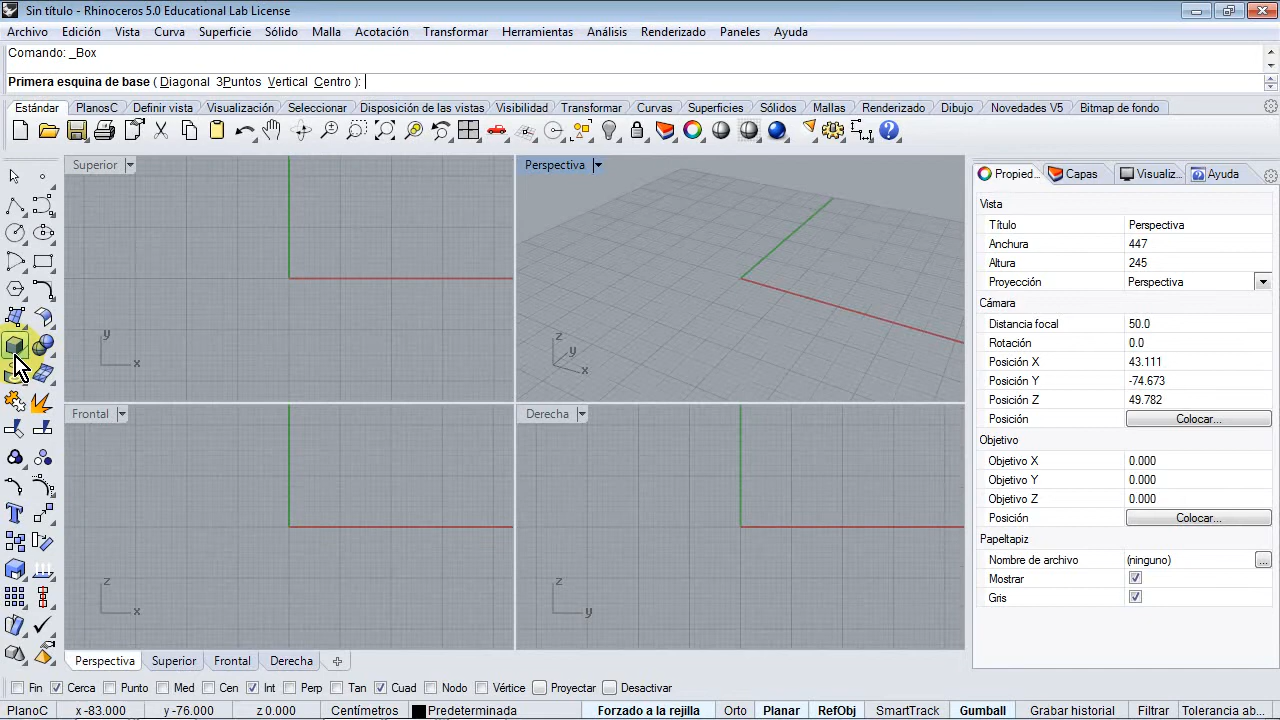 Sin título - Rhinoceros 5.0 Educational Lab License
Archivo Edición Vista Curva Superficie Sólido Malla Acotación Transformar Herramientas Análisis Renderizado Paneles Ayuda
Comando: _Box
Primera esquina de base ( Diagonal 3Puntos Vertical Centro ):
Estándar PlanosC Definir vista Visualización Seleccionar Disposición de las vistas Visibilidad Transformar Curvas Superficies Sólidos Mallas Renderizado Dibujo Novedades V5 Bitmap de fondo
Superior
y
x
Perspectiva
z
y
x
Frontal
z
x
Derecha
z
y
Propied... Capas Visualiz... Ayuda
Vista
Título Perspectiva
Anchura 447
Altura 245
Proyección Perspectiva
Cámara
Distancia focal 50.0
Rotación 0.0
Posición X 43.111
Posición Y -74.673
Posición Z 49.782
Posición Colocar...
Objetivo
Objetivo X 0.000
Objetivo Y 0.000
Objetivo Z 0.000
Posición Colocar...
Papeltapiz
Nombre de archivo (ninguno) ...
Mostrar
Gris
Perspectiva Superior Frontal Derecha
Fin Cerca Punto Med Cen Int Perp Tan Cuad Nodo Vértice Proyectar Desactivar
PlanoC x -83.000 y -76.000 z 0.000 Centímetros Predeterminada Forzado a la rejilla Orto Planar RefObj SmartTrack Gumball Grabar historial Filtrar Tolerancia ab...